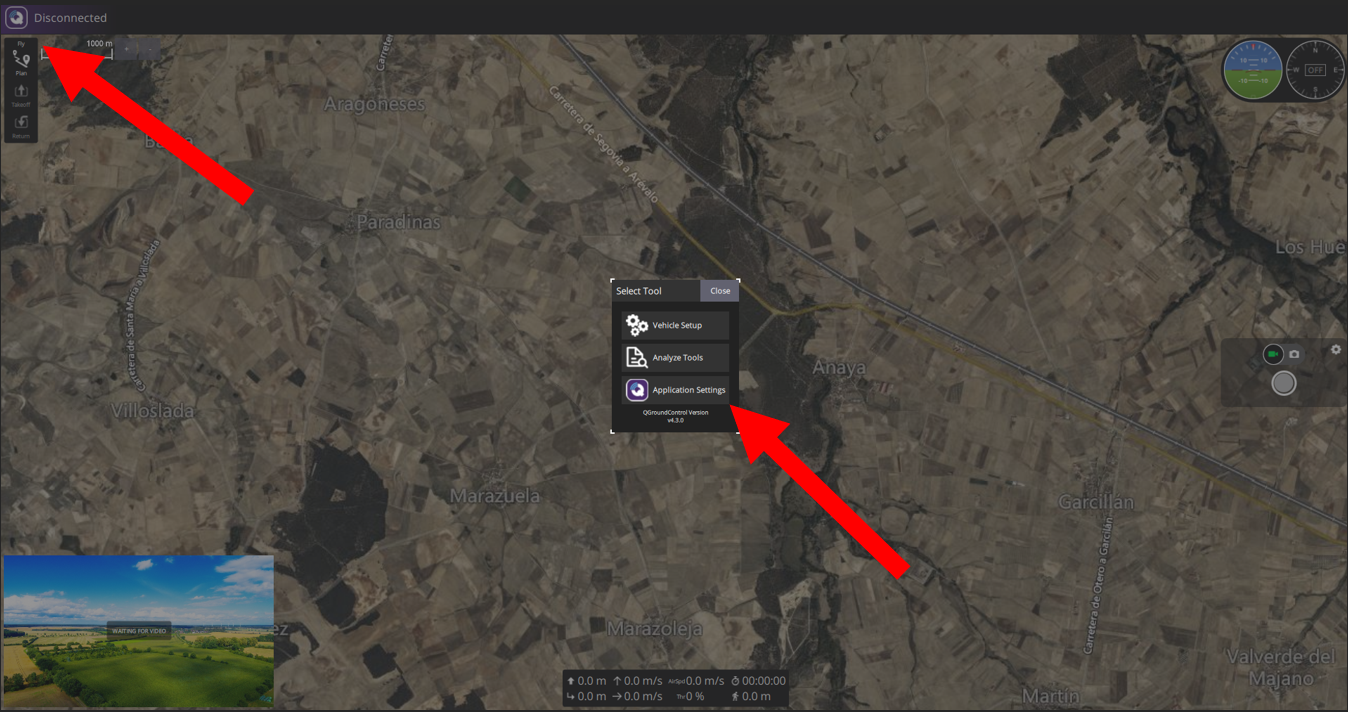 Disconnected
Fly
1000 m
Plan
Takeoff
Return
+
-
10 10
-10 -10
N
W OFF E
S
Carretera de Segovia a Arévalo
Aragoneses
Paradinas
Carretera de Santa María a Villoslada
Los Hue
Select Tool
Close
Vehicle Setup
Analyze Tools
Application Settings
QGroundControl Version
v4.3.0
Anaya
Villoslada
Marazuela
Garcillán
Carretera de Otero a Garcillán
WAITING FOR VIDEO
ez
Marazoleja
Valverde del
Majano
Martín
0.0 m 0.0 m/s AirSpd 0.0 m/s 00:00:00
0.0 m 0.0 m/s Thr 0 % 0.0 m